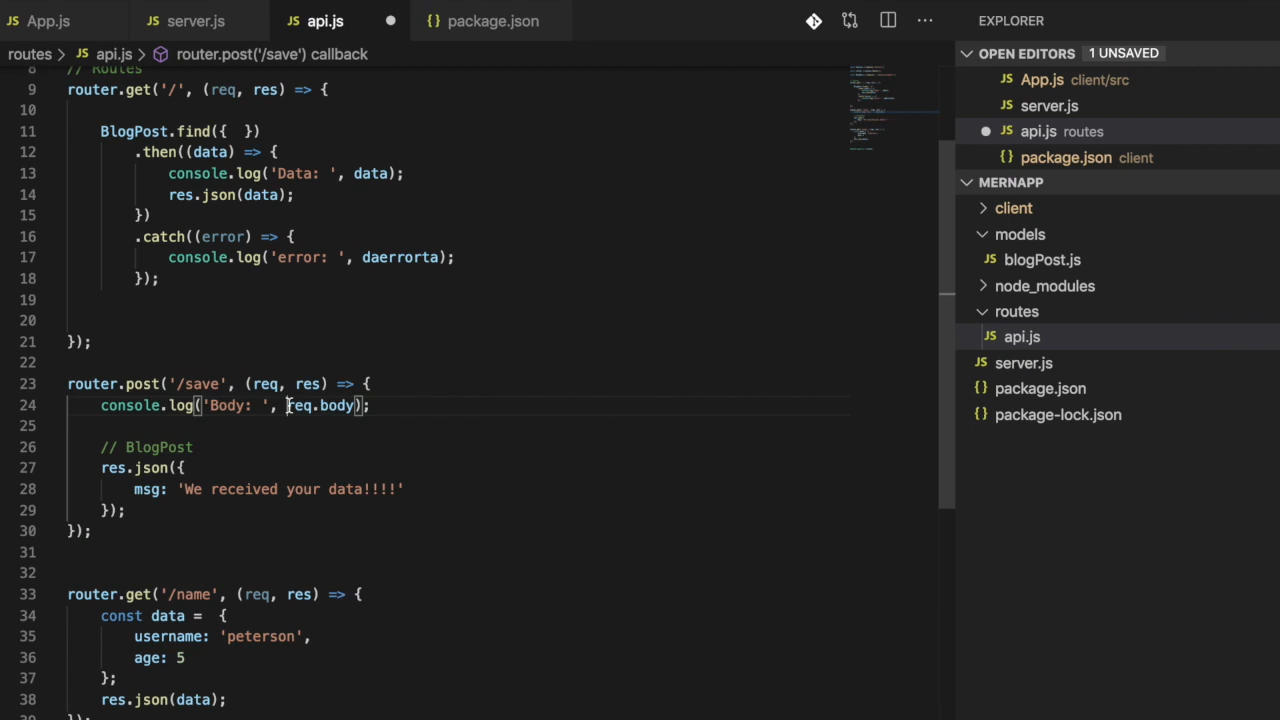 App.js server.js api.js package.json
routes > api.js > router.post('/save') callback
8 // Routes
9 router.get('/', (req, res) => {
10
11 BlogPost.find({  })
12 .then((data) => {
13 console.log('Data: ', data);
14 res.json(data);
15 })
16 .catch((error) => {
17 console.log('error: ', daerrorta);
18 });
19
20
21 });
22
23 router.post('/save', (req, res) => {
24 console.log('Body: ', req.body);
25
26 // BlogPost
27 res.json({
28 msg: 'We received your data!!!!'
29 });
30 });
31
32
33 router.get('/name', (req, res) => {
34 const data =  {
35 username: 'peterson',
36 age: 5
37 };
38 res.json(data);
39 });
EXPLORER
OPEN EDITORS 1 UNSAVED
JS App.js client/src
JS server.js
JS api.js routes
{} package.json client
MERNAPP
client
models
JS blogPost.js
node_modules
routes
JS api.js
JS server.js
{} package.json
{} package-lock.json